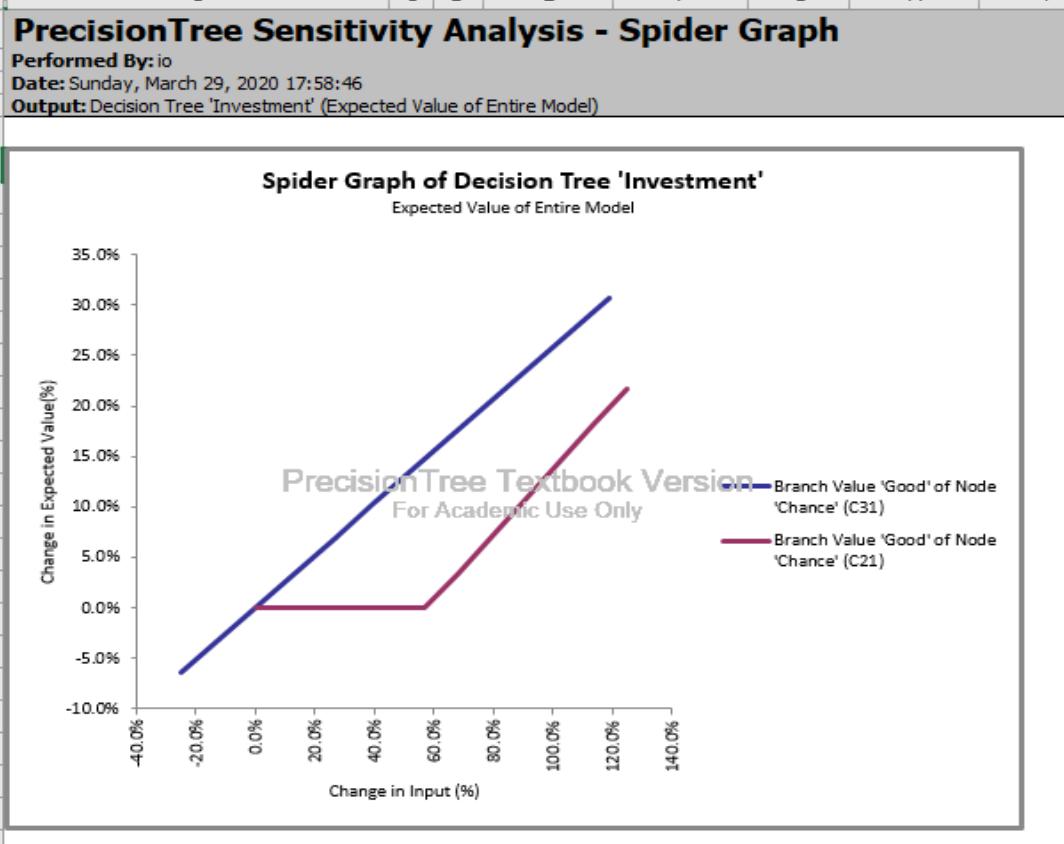 PrecisionTree Sensitivity Analysis - Spider Graph
Performed By: io
Date: Sunday, March 29, 2020 17:58:46
Output: Decision Tree 'Investment' (Expected Value of Entire Model)
Spider Graph of Decision Tree 'Investment'
Expected Value of Entire Model
35.0%
30.0%
25.0%
20.0%
15.0%
10.0%
5.0%
0.0%
-5.0%
-10.0%
Change in Expected Value(%)
-40.0%
-20.0%
0.0%
20.0%
40.0%
60.0%
80.0%
100.0%
120.0%
140.0%
Change in Input (%)
PrecisionTree Textbook Version
For Academic Use Only
Branch Value 'Good' of Node
'Chance' (C31)
Branch Value 'Good' of Node
'Chance' (C21)